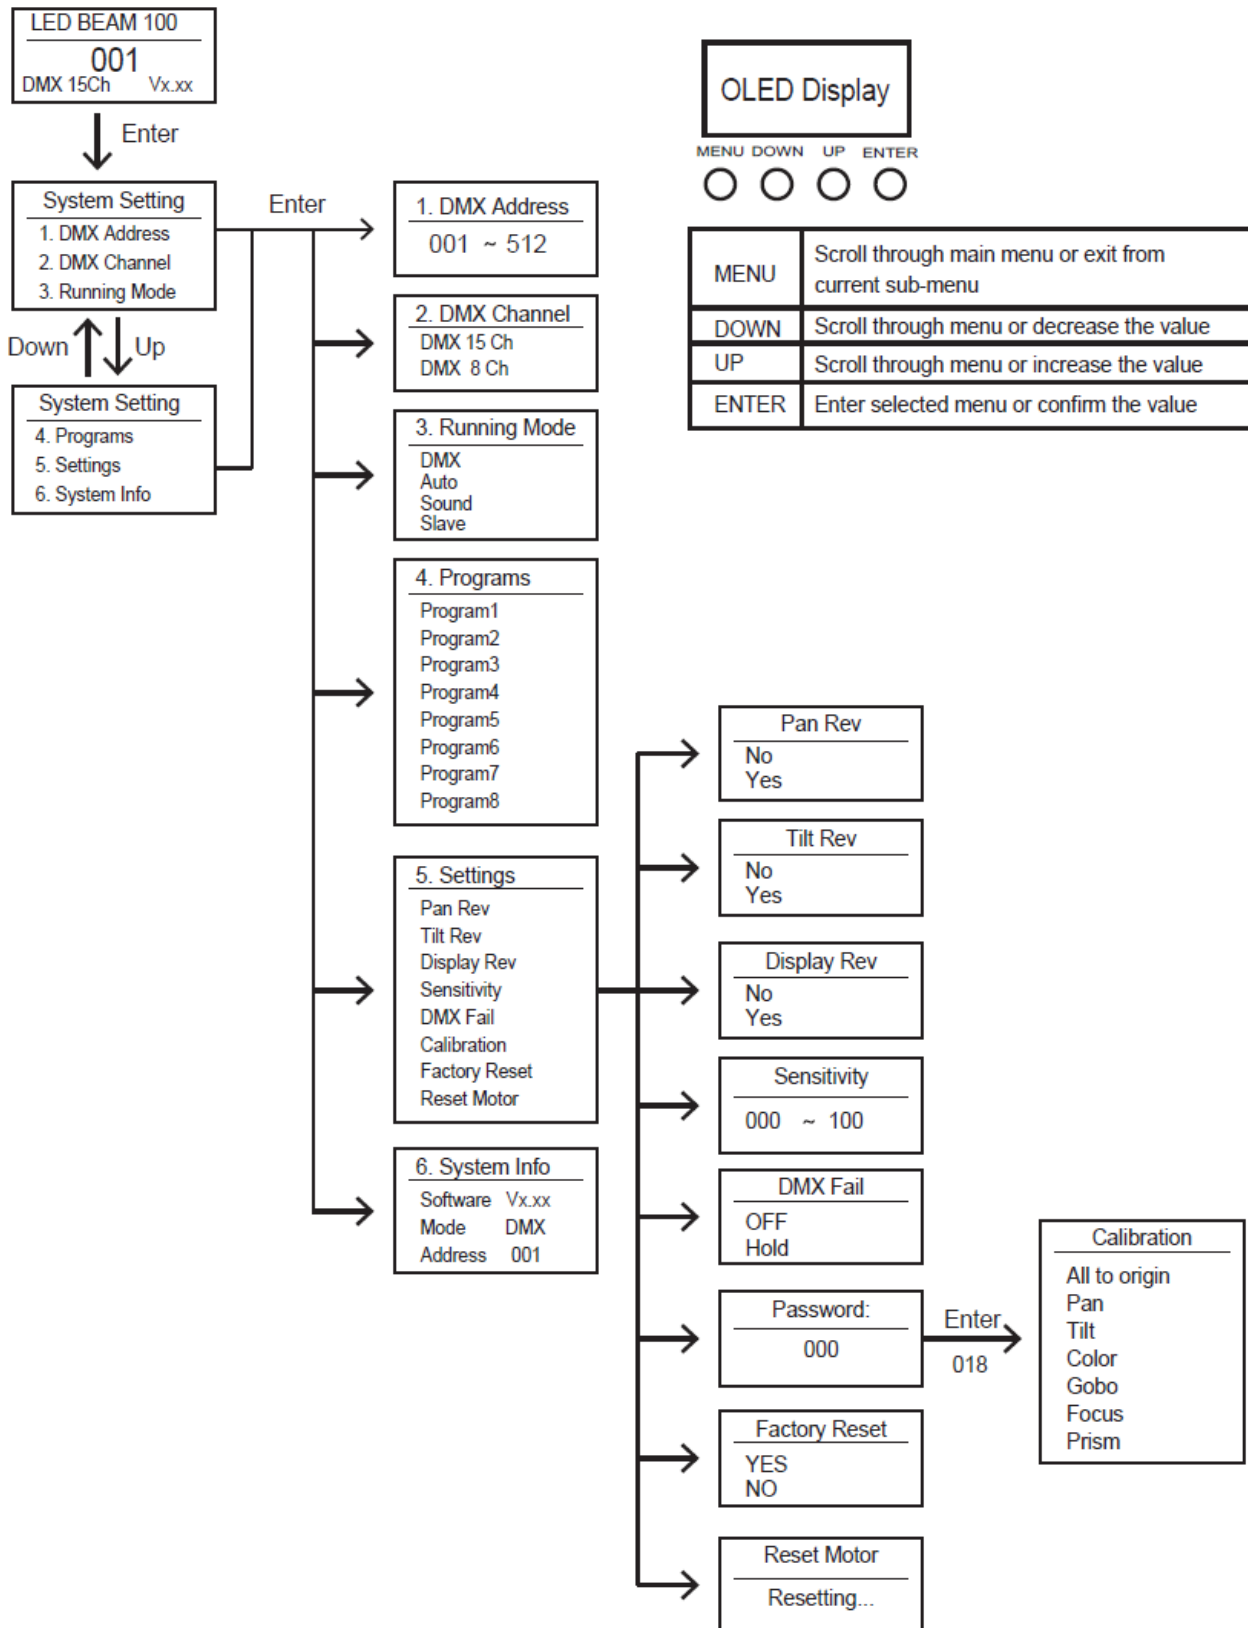 LED BEAM 100
001
DMX 15Ch Vx.xx
Enter
System Setting
1. DMX Address
2. DMX Channel
3. Running Mode
Down
Up
System Setting
4. Programs
5. Settings
6. System Info
Enter
1. DMX Address
001 ~ 512
2. DMX Channel
DMX 15 Ch
DMX 8 Ch
3. Running Mode
DMX
Auto
Sound
Slave
4. Programs
Program1
Program2
Program3
Program4
Program5
Program6
Program7
Program8
5. Settings
Pan Rev
Tilt Rev
Display Rev
Sensitivity
DMX Fail
Calibration
Factory Reset
Reset Motor
6. System Info
Software Vx.xx
Mode DMX
Address 001
OLED Display
MENU DOWN UP ENTER
MENU Scroll through main menu or exit from
current sub-menu
DOWN Scroll through menu or decrease the value
UP Scroll through menu or increase the value
ENTER Enter selected menu or confirm the value
Pan Rev
No
Yes
Tilt Rev
No
Yes
Display Rev
No
Yes
Sensitivity
000 ~ 100
DMX Fail
OFF
Hold
Password:
000
Enter
018
Calibration
All to origin
Pan
Tilt
Color
Gobo
Focus
Prism
Factory Reset
YES
NO
Reset Motor
Resetting...